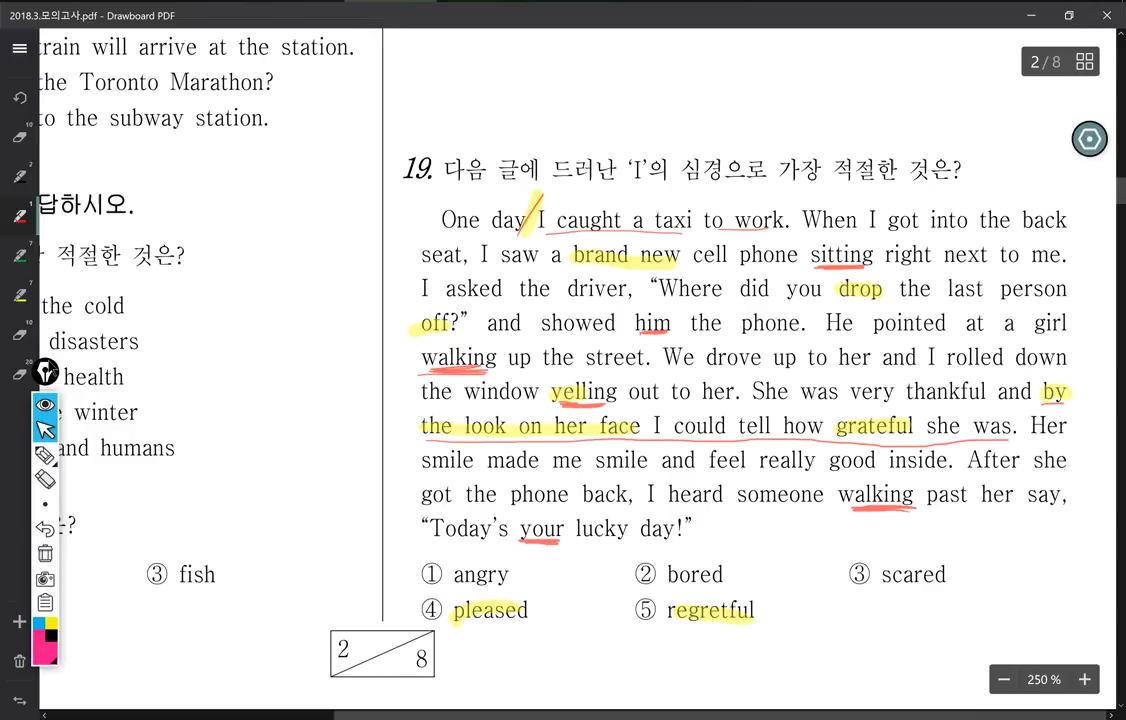 2018.3.모의고사.pdf - Drawboard PDF
2 / 8
train will arrive at the station.
the Toronto Marathon?
to the subway station.
답하시오.
적절한 것은?
the cold
disasters
health
winter
and humans
?
③ fish
2 8
19. 다음 글에 드러난 ‘I’의 심경으로 가장 적절한 것은?
One day I caught a taxi to work. When I got into the back
seat, I saw a brand new cell phone sitting right next to me.
I asked the driver, “Where did you drop the last person
off?” and showed him the phone. He pointed at a girl
walking up the street. We drove up to her and I rolled down
the window yelling out to her. She was very thankful and by
the look on her face I could tell how grateful she was. Her
smile made me smile and feel really good inside. After she
got the phone back, I heard someone walking past her say,
“Today’s your lucky day!”
① angry ② bored ③ scared
④ pleased ⑤ regretful
250 %